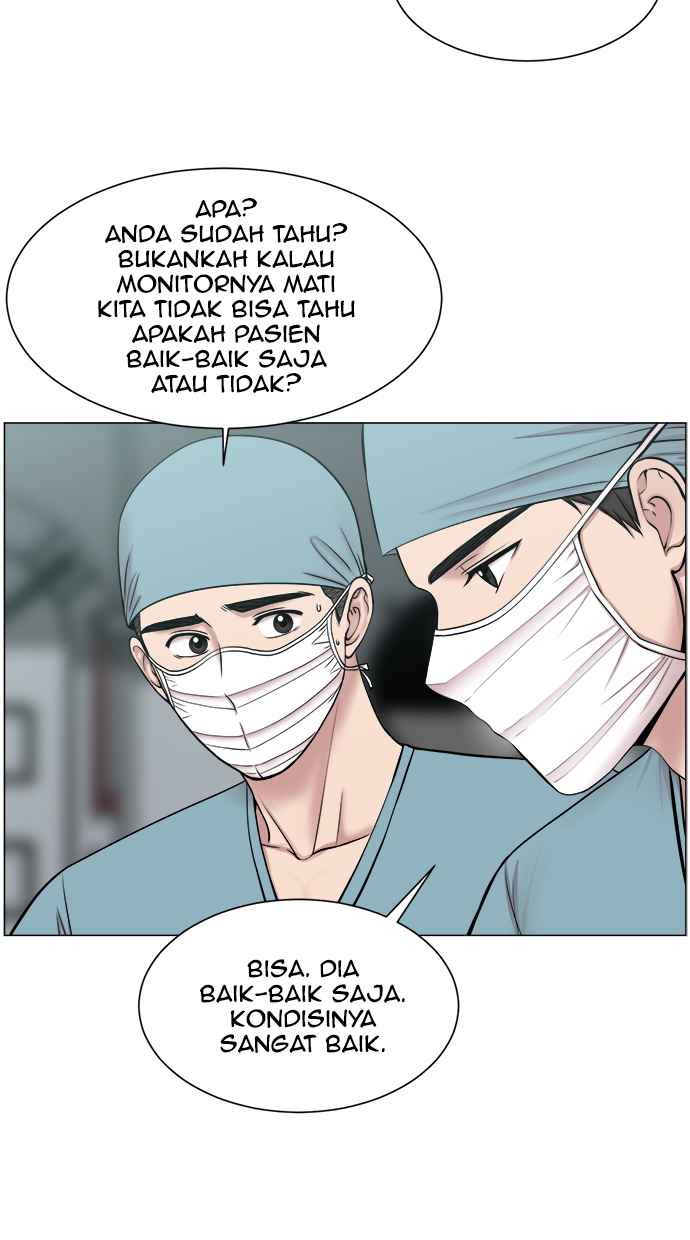 APA?
ANDA SUDAH TAHU?
BUKANKAH KALAU
MONITORNYA MATI
KITA TIDAK BISA TAHU
APAKAH PASIEN
BAIK-BAIK SAJA
ATAU TIDAK?
BISA. DIA
BAIK-BAIK SAJA.
KONDISINYA
SANGAT BAIK.